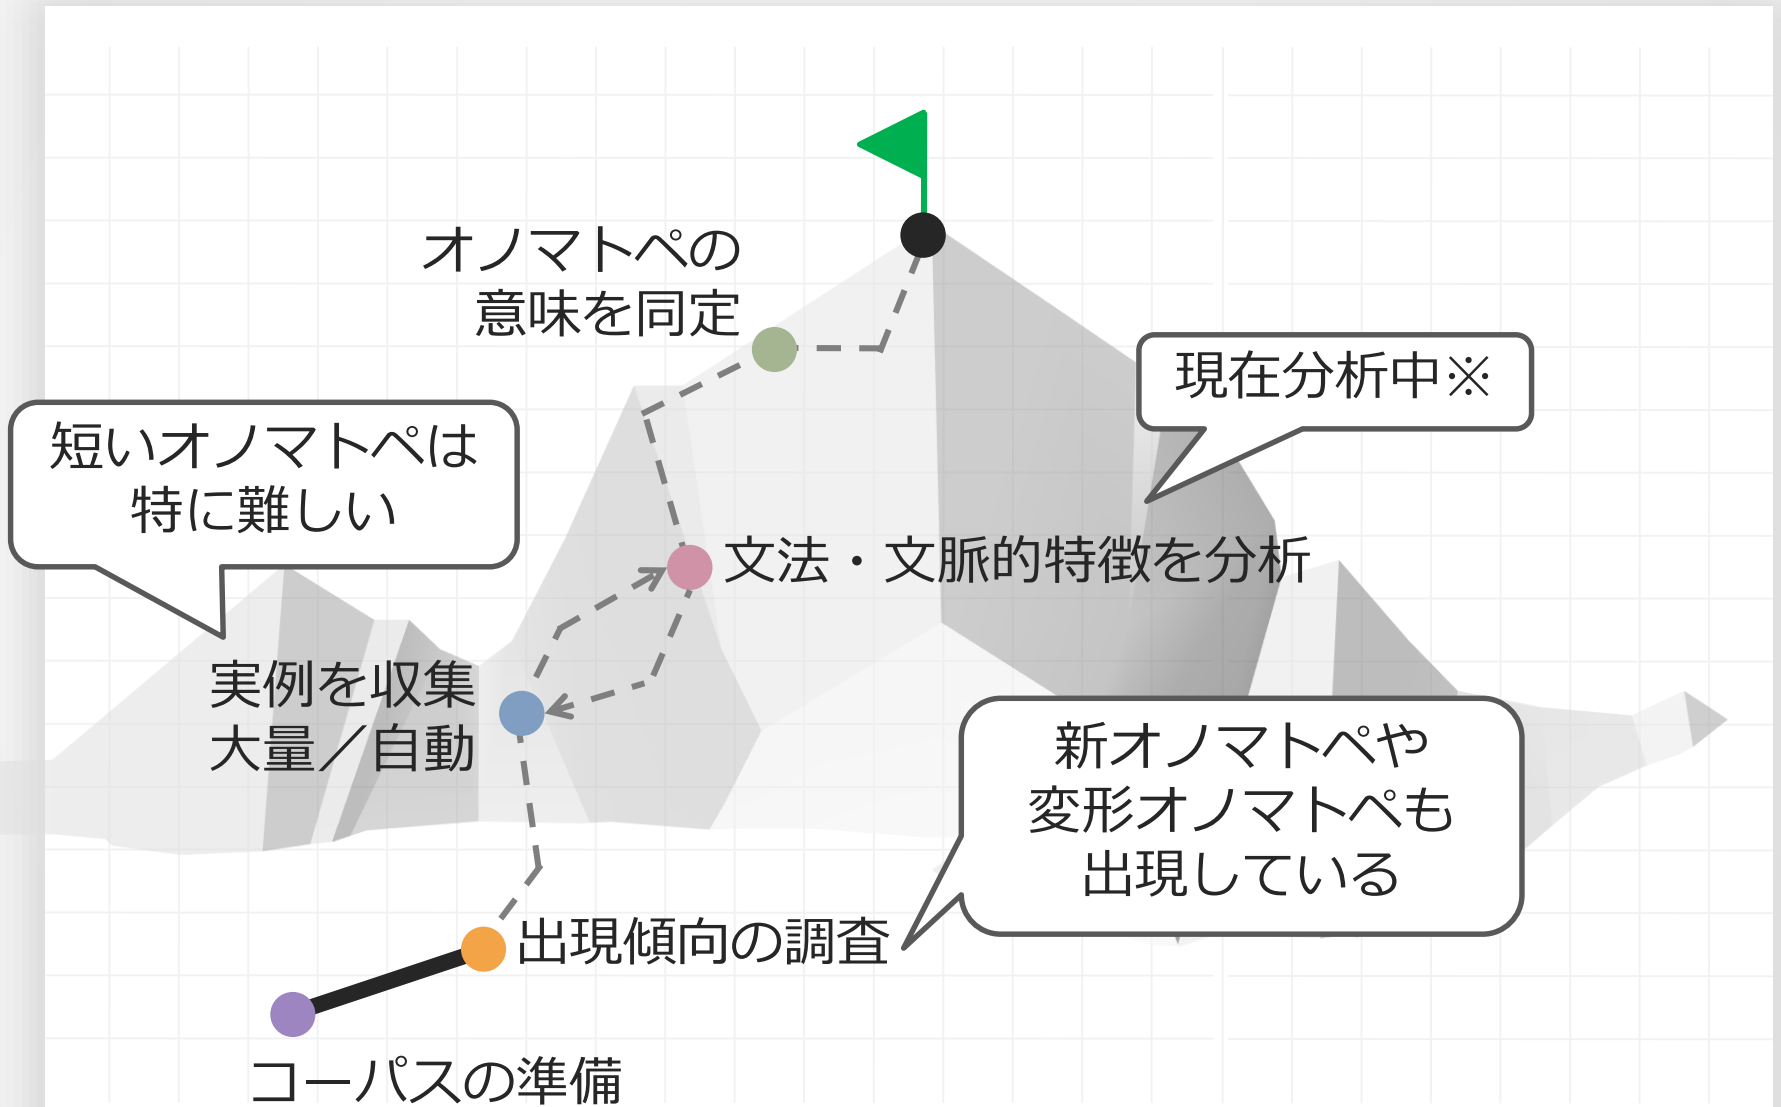 オノマトペの
意味を同定
現在分析中※
短いオノマトペは
特に難しい
文法・文脈的特徴を分析
実例を収集
大量／自動
新オノマトペや
変形オノマトペも
出現している
出現傾向の調査
コーパスの準備